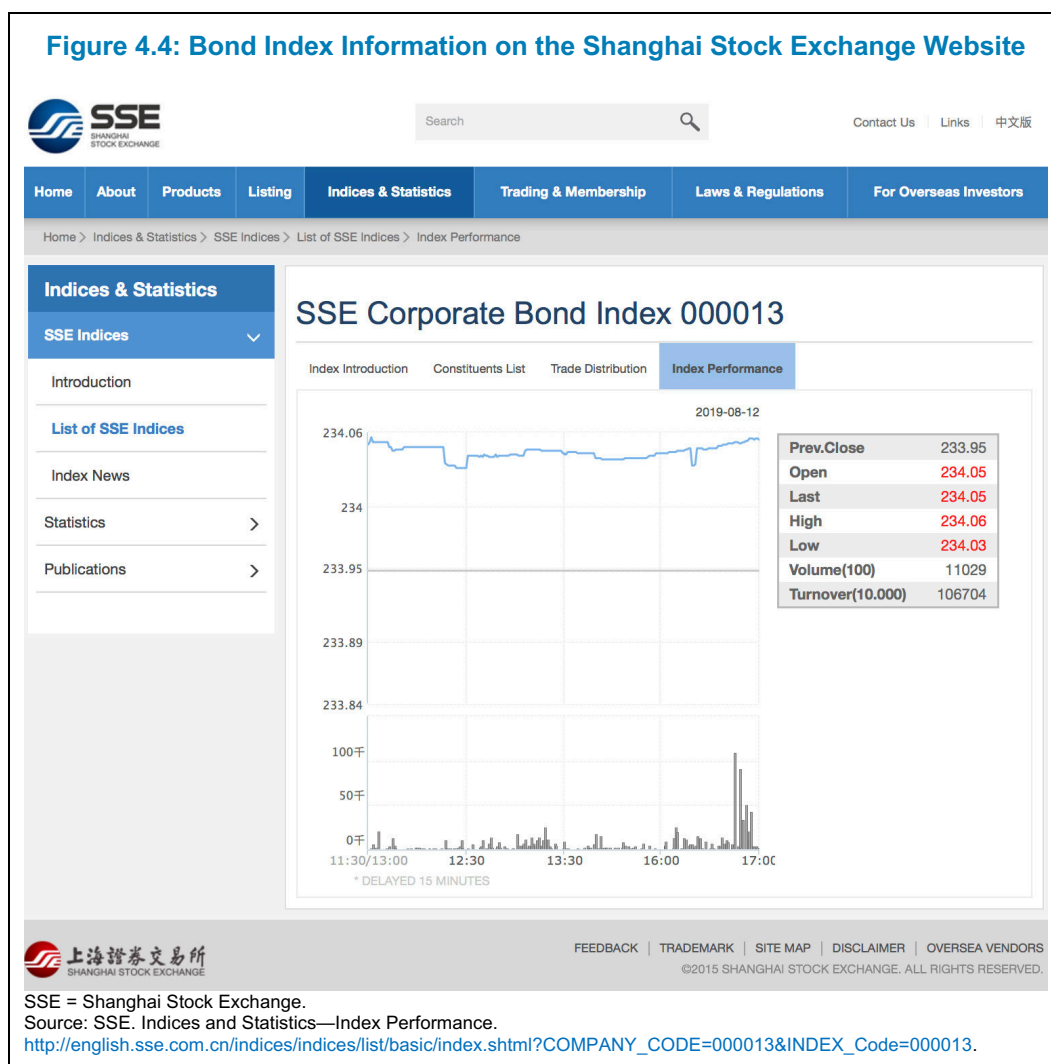 Figure 4.4: Bond Index Information on the Shanghai Stock Exchange Website
SSE
SHANGHAI
STOCK EXCHANGE
Search
Contact Us | Links | 中文版
Home About Products Listing Indices & Statistics Trading & Membership Laws & Regulations For Overseas Investors
Home > Indices & Statistics > SSE Indices > List of SSE Indices > Index Performance
Indices & Statistics
SSE Indices
Introduction
List of SSE Indices
Index News
Statistics >
Publications >
SSE Corporate Bond Index 000013
Index Introduction Constituents List Trade Distribution Index Performance
2019-08-12
234.06
234
233.95
233.89
233.84
100千
50千
0千
11:30/13:00 12:30 13:30 16:00 17:00
* DELAYED 15 MINUTES
Prev.Close 233.95
Open 234.05
Last 234.05
High 234.06
Low 234.03
Volume(100) 11029
Turnover(10.000) 106704
上海證券交易所
SHANGHAI STOCK EXCHANGE
FEEDBACK | TRADEMARK | SITE MAP | DISCLAIMER | OVERSEA VENDORS
©2015 SHANGHAI STOCK EXCHANGE. ALL RIGHTS RESERVED.
SSE = Shanghai Stock Exchange.
Source: SSE. Indices and Statistics—Index Performance.
http://english.sse.com.cn/indices/indices/list/basic/index.shtml?COMPANY_CODE=000013&INDEX_Code=000013.